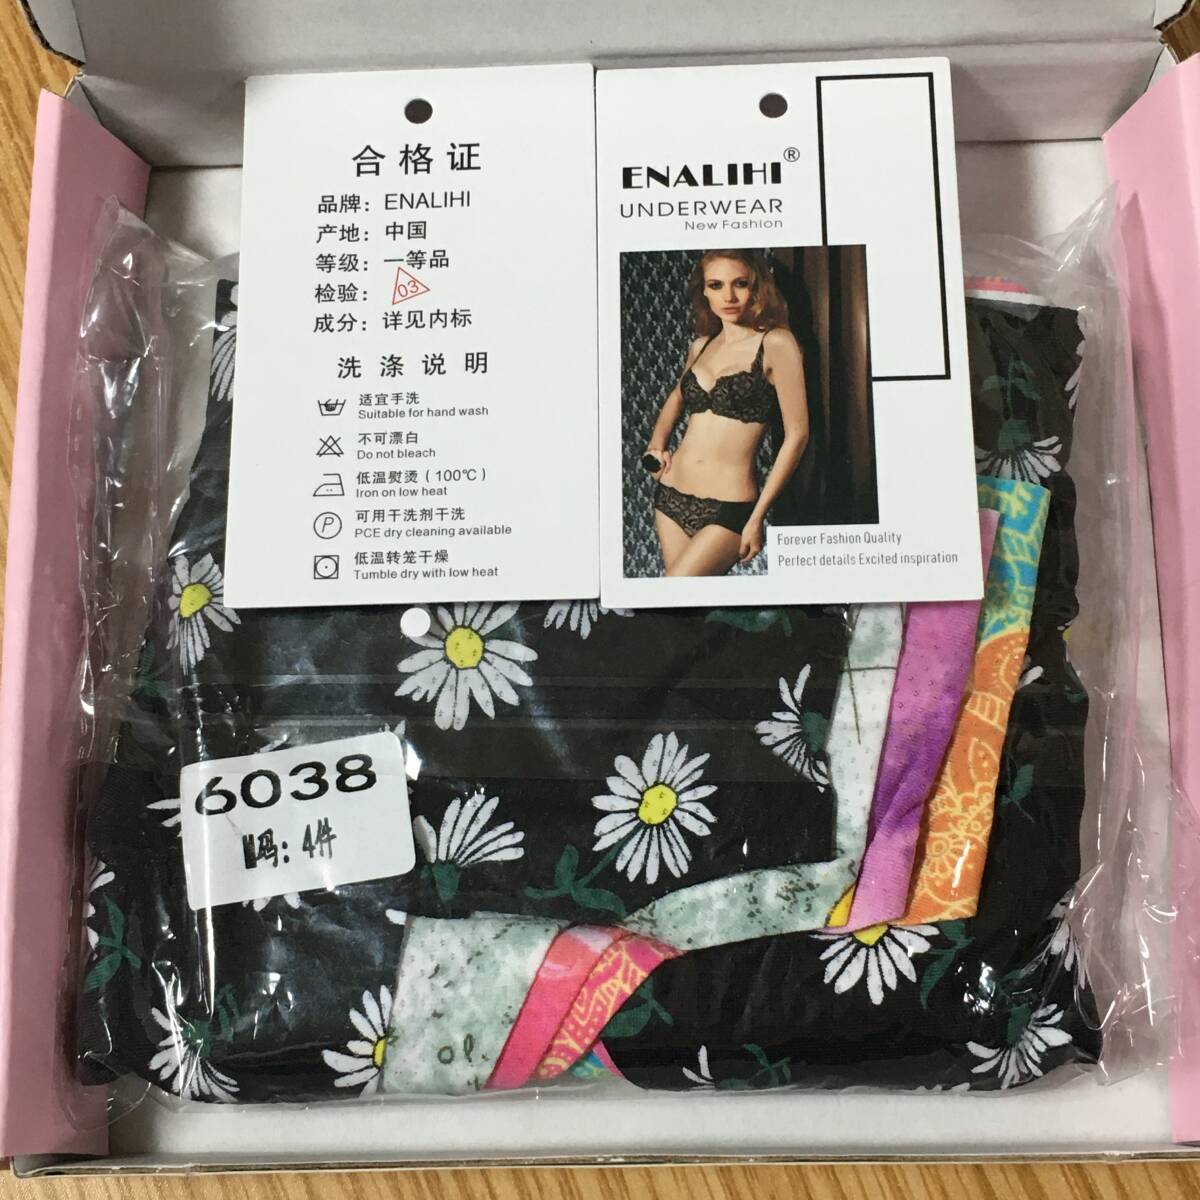 合格证
品牌：ENALIHI
产地：中国
等级：一等品
检验：03
成分：详见内标
洗涤说明
适宜手洗
Suitable for hand wash
不可漂白
Do not bleach
低温熨烫（100℃）
Iron on low heat
P
可用干洗剂干洗
PCE dry cleaning available
低温转笼干燥
Tumble dry with low heat
ENALIHI®
UNDERWEAR
New Fashion
Forever Fashion Quality
Perfect details Excited inspiration
6038
码：4件